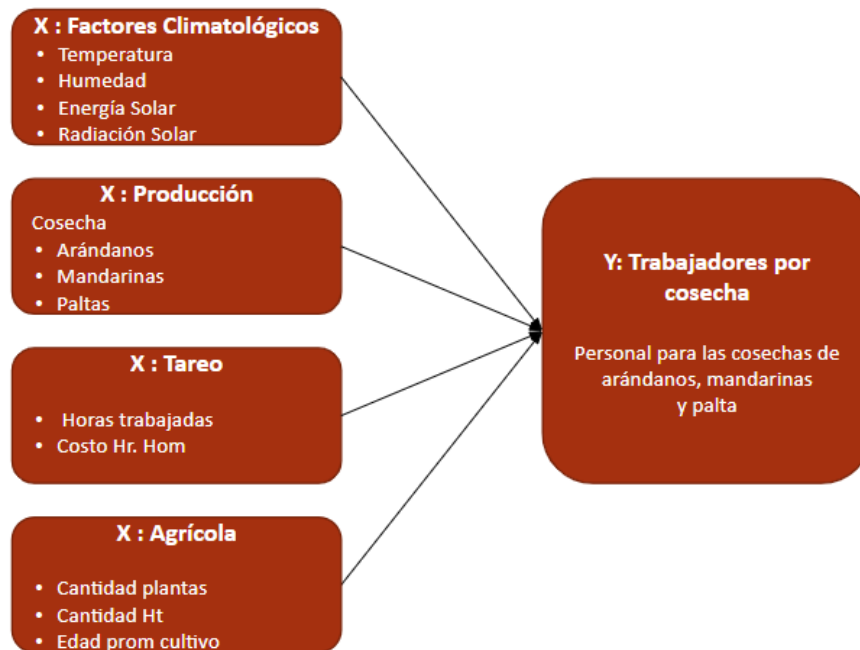 X : Factores Climatológicos
• Temperatura
• Humedad
• Energía Solar
• Radiación Solar
X : Producción
Cosecha
• Arándanos
• Mandarinas
• Paltas
X : Tareo
• Horas trabajadas
• Costo Hr. Hom
X : Agrícola
• Cantidad plantas
• Cantidad Ht
• Edad prom cultivo
Y: Trabajadores por
cosecha
Personal para las cosechas de
arándanos, mandarinas
y palta